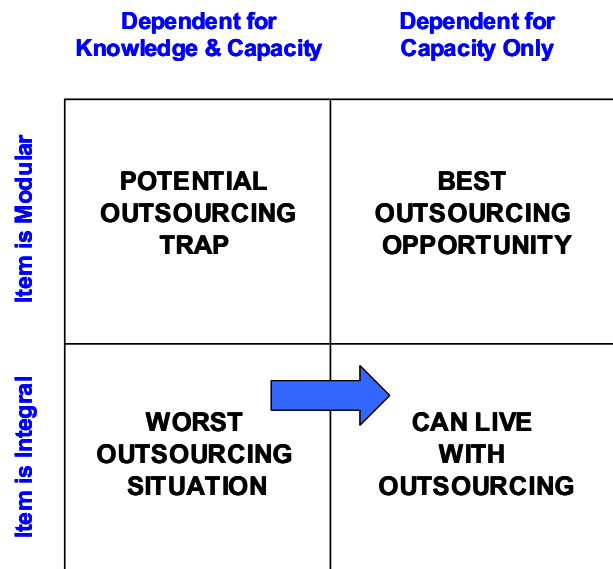 Dependent for
Knowledge & Capacity
Dependent for
Capacity Only
Item is Modular
POTENTIAL
OUTSOURCING
TRAP
BEST
OUTSOURCING
OPPORTUNITY
Item is Integral
WORST
OUTSOURCING
SITUATION
CAN LIVE
WITH
OUTSOURCING